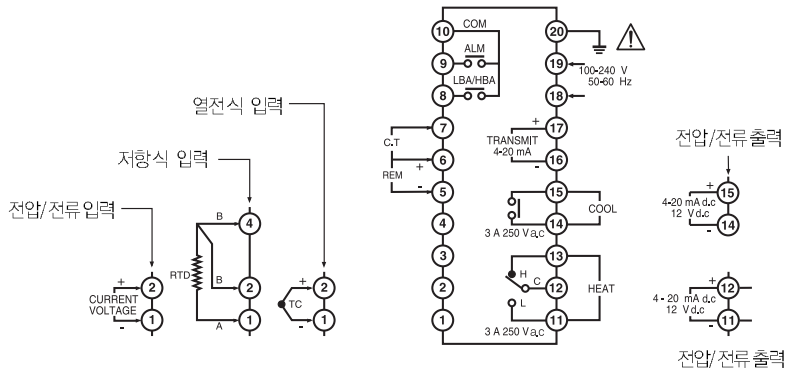 10 COM 20
ALM
9 19
100-240 V
50-60 Hz
LBA/HBA
8 18
열전식 입력
7 + 17
C.T TRANSMIT
4-20 mA
전압/전류 출력
저항식 입력
6 + - 16
REM
5 - 15
+ 15
4-20 mA d.c
12 V d.c
- 14
전압/전류 입력
B 4
4 14 COOL
3 A 250 V a.c
3 13
RTD
H
C
HEAT
+ 2
B 2
+ 2
2 12
+ 12
CURRENT
VOLTAGE
TC
4 - 20 mA d.c
12 V d.c
L
- 1
A 1
- 1
1 11
- 11
3 A 250 V a.c
전압/전류 출력